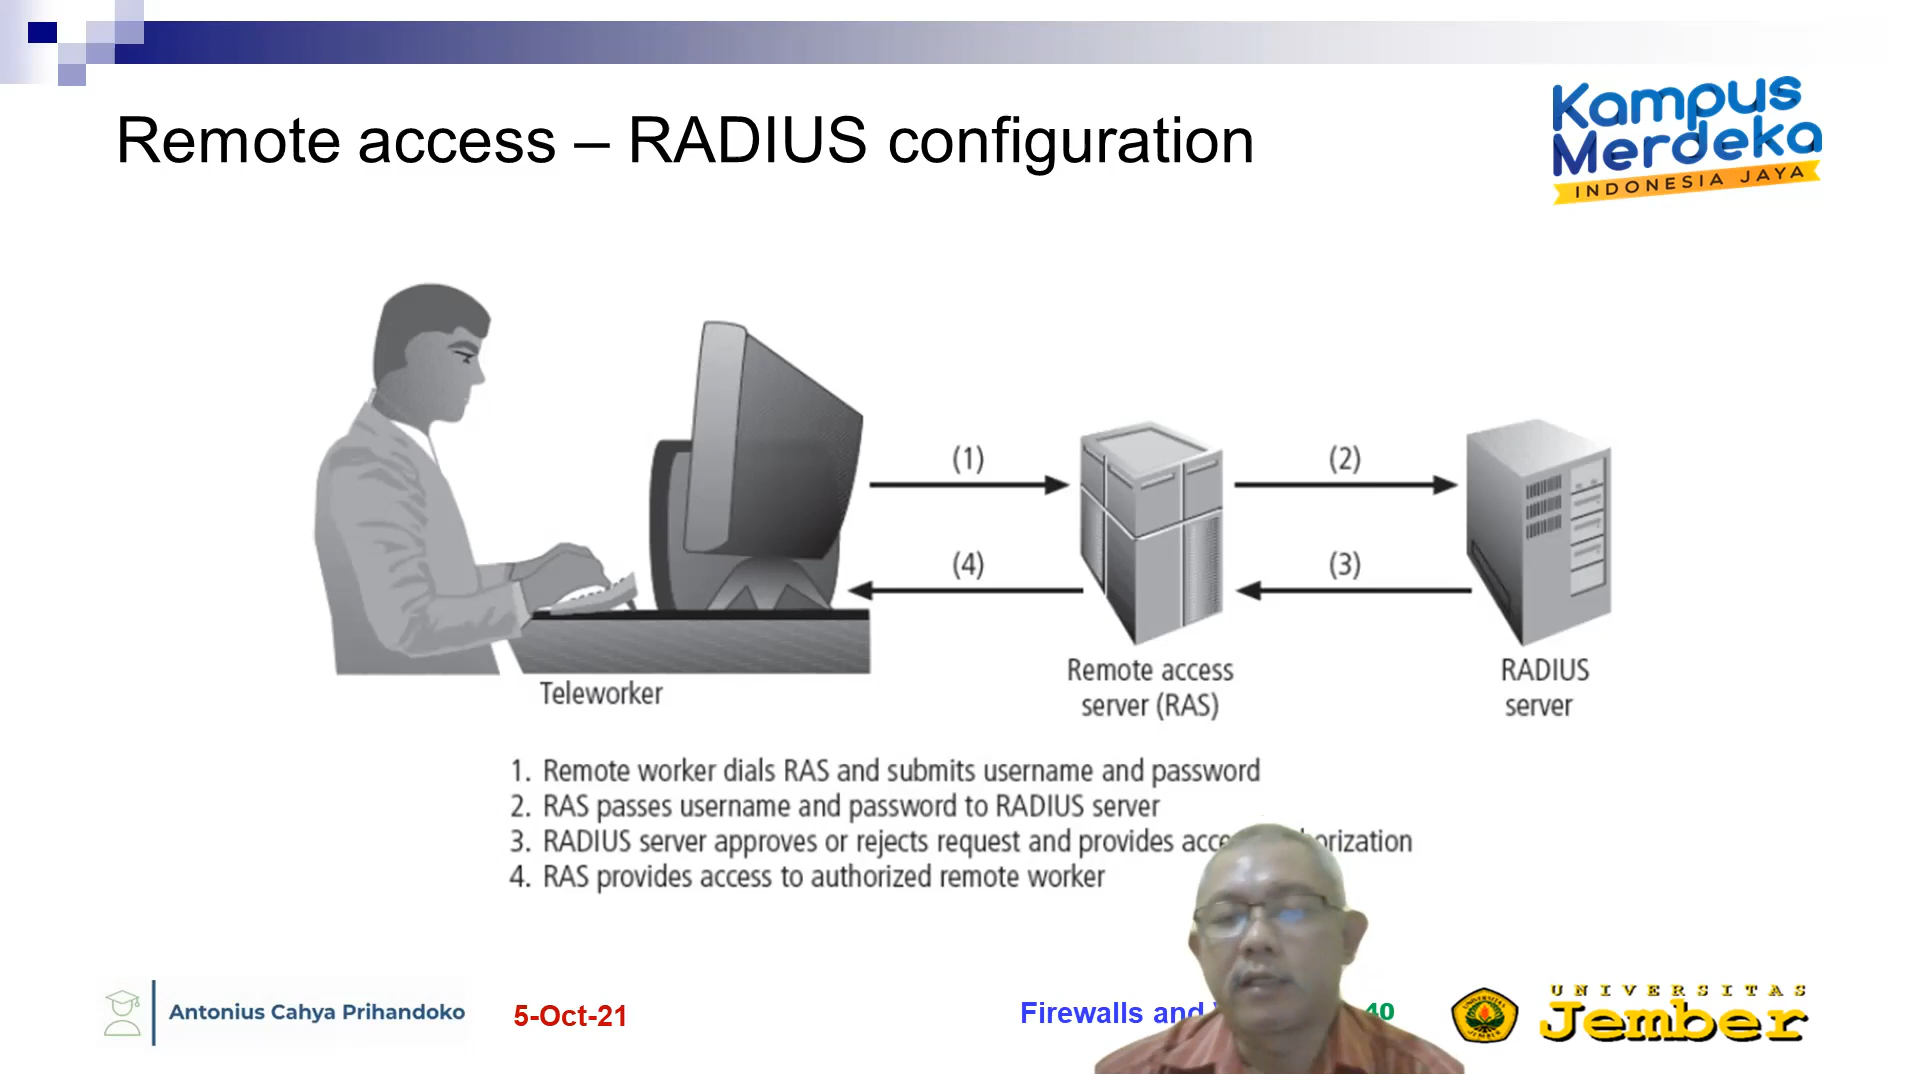 Remote access – RADIUS configuration
Kampus
Merdeka
INDONESIA JAYA
(1)
(2)
(4)
(3)
Teleworker
Remote access
server (RAS)
RADIUS
server
1. Remote worker dials RAS and submits username and password
2. RAS passes username and password to RADIUS server
3. RADIUS server approves or rejects request and provides
4. RAS provides access to authorized remote worker
Antonius Cahya Prihandoko
5-Oct-21
Firewalls and
40
UNIVERSITAS
Jember